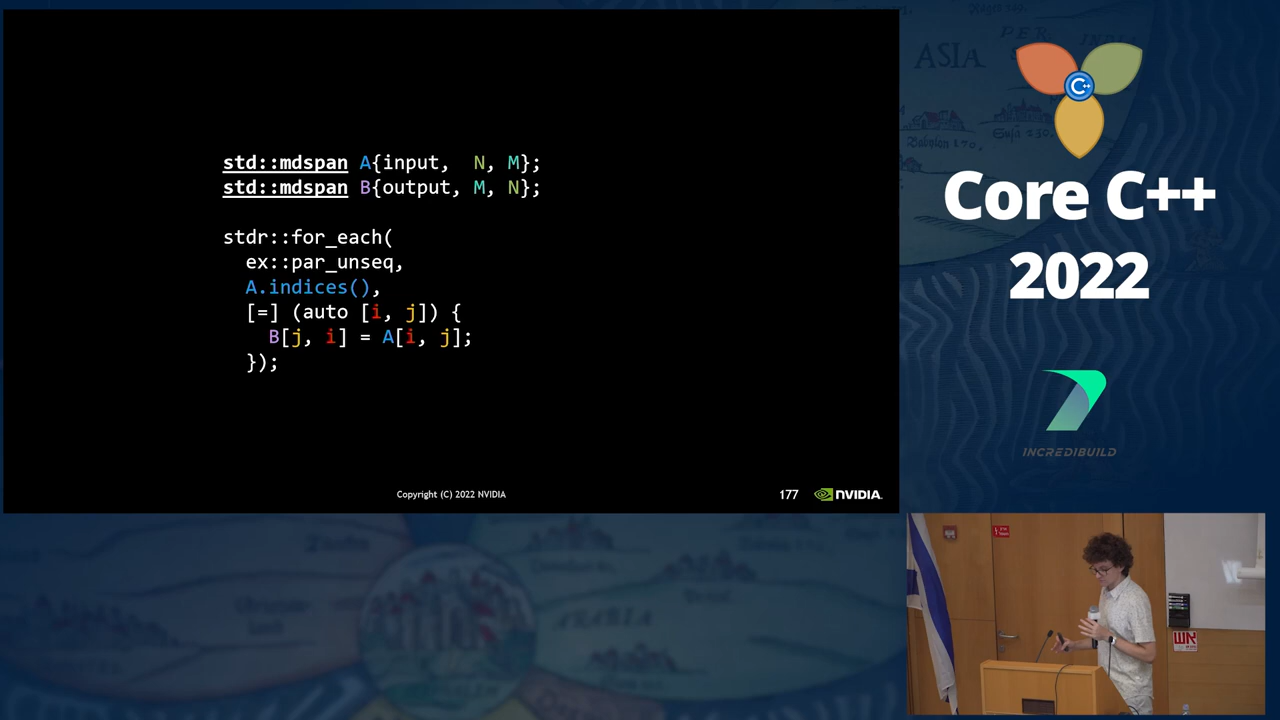 std::mdspan A{input,  N, M};
std::mdspan B{output, M, N};
stdr::for_each(
  ex::par_unseq,
  A.indices(),
  [=] (auto [i, j]) {
    B[j, i] = A[i, j];
  });
Copyright (C) 2022 NVIDIA
177
NVIDIA.
ASIA
C++
Core C++
2022
INCREDIBUILD
ARABIA